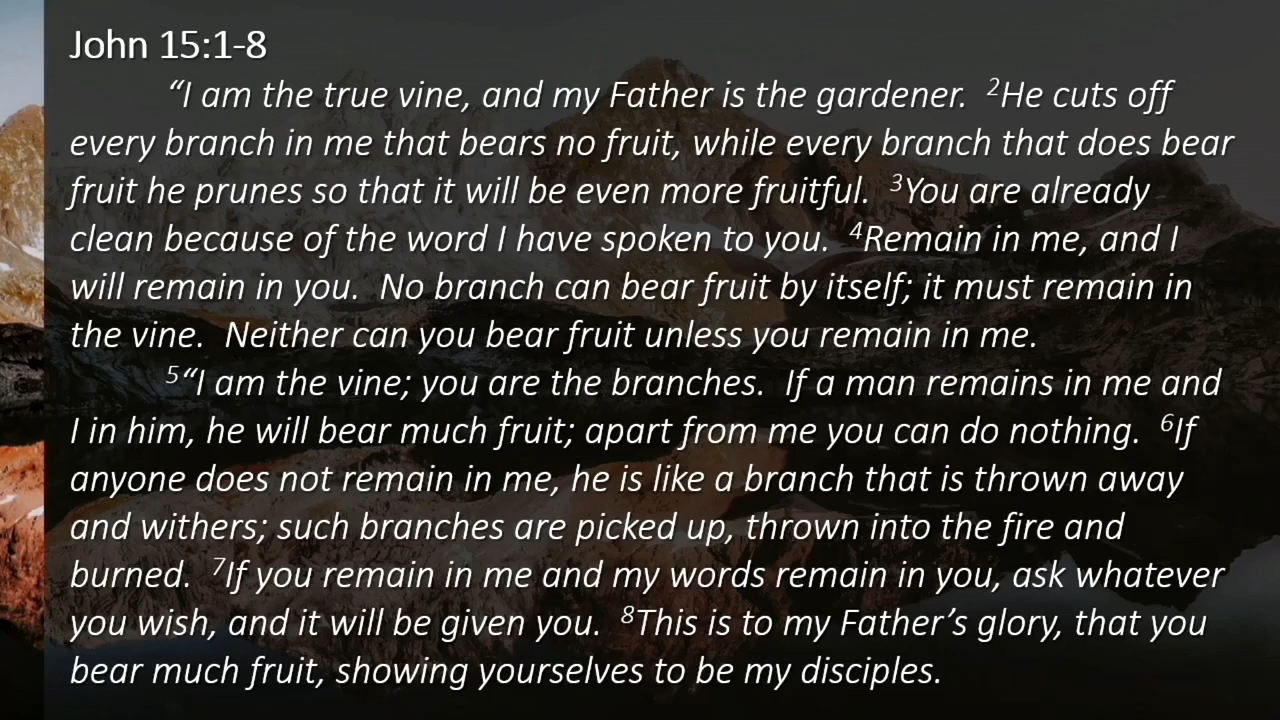 John 15:1-8
“I am the true vine, and my Father is the gardener.  ²He cuts off
every branch in me that bears no fruit, while every branch that does bear
fruit he prunes so that it will be even more fruitful.  ³You are already
clean because of the word I have spoken to you.  ⁴Remain in me, and I
will remain in you.  No branch can bear fruit by itself; it must remain in
the vine.  Neither can you bear fruit unless you remain in me.
⁵“I am the vine; you are the branches.  If a man remains in me and
I in him, he will bear much fruit; apart from me you can do nothing.  ⁶If
anyone does not remain in me, he is like a branch that is thrown away
and withers; such branches are picked up, thrown into the fire and
burned.  ⁷If you remain in me and my words remain in you, ask whatever
you wish, and it will be given you.  ⁸This is to my Father’s glory, that you
bear much fruit, showing yourselves to be my disciples.